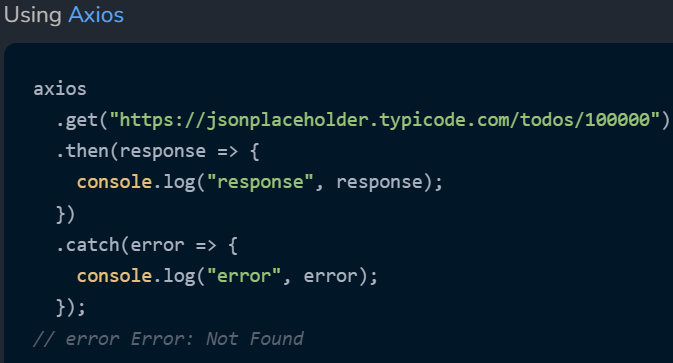 Using Axios
axios
  .get("https://jsonplaceholder.typicode.com/todos/100000")
  .then(response => {
    console.log("response", response);
  })
  .catch(error => {
    console.log("error", error);
  });
// error Error: Not Found